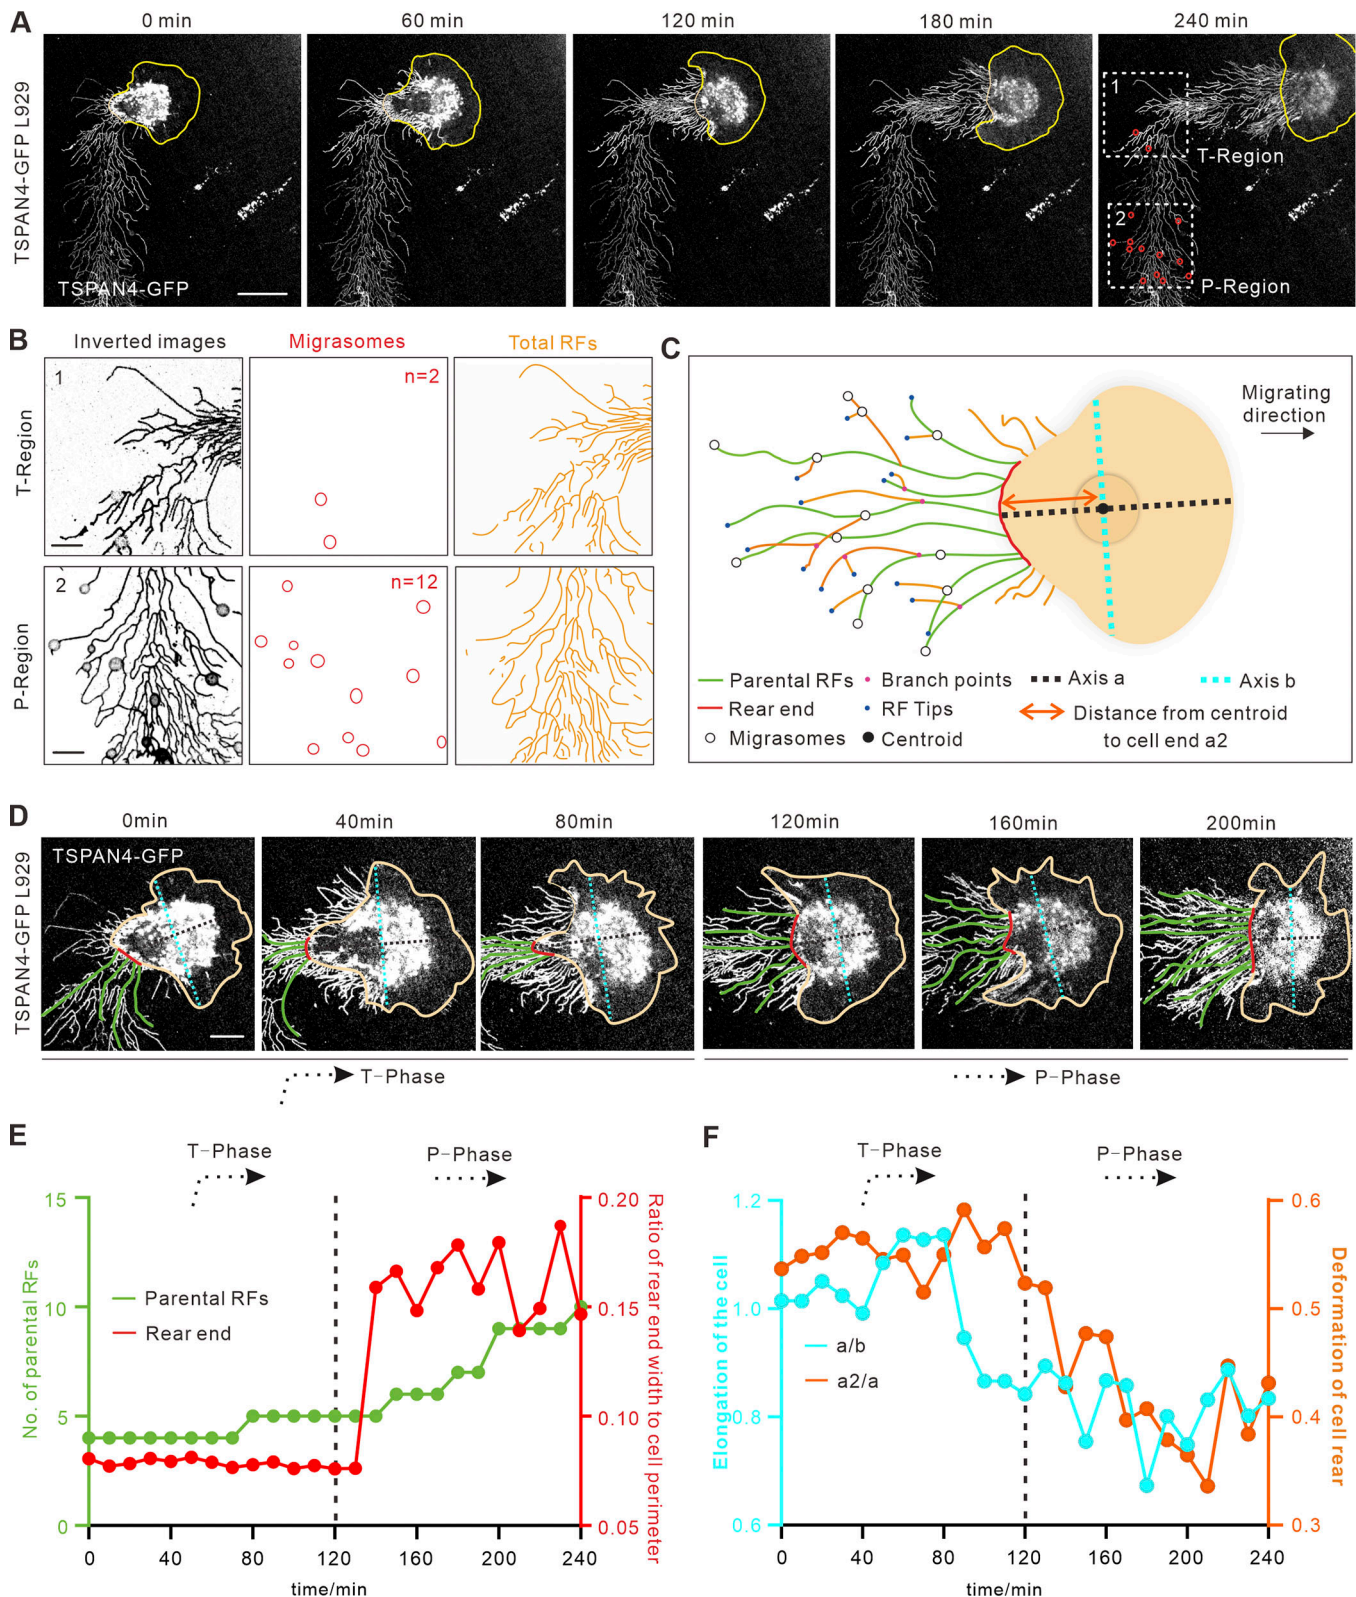 A
0 min
60 min
120 min
180 min
240 min
TSPAN4-GFP L929
TSPAN4-GFP
1
T-Region
2
P-Region
B
Inverted images
Migrasomes
Total RFs
T-Region
1
n=2
P-Region
2
n=12
C
Migrating
direction
Parental RFs
Branch points
Axis a
Axis b
Rear end
RF Tips
Distance from centroid
to cell end a2
Migrasomes
Centroid
D
0min
40min
80min
120min
160min
200min
TSPAN4-GFP L929
TSPAN4-GFP
T-Phase
P-Phase
E
T-Phase
P-Phase
No. of parental RFs
15
10
5
0
Parental RFs
Rear end
0.20
0.15
0.10
0.05
Ratio of rear end width to cell perimeter
0
40
80
120
160
200
240
time/min
F
T-Phase
P-Phase
Elongation of the cell
1.2
1.0
0.8
0.6
a/b
a2/a
0.6
0.5
0.4
0.3
Deformation of cell rear
0
40
80
120
160
200
240
time/min